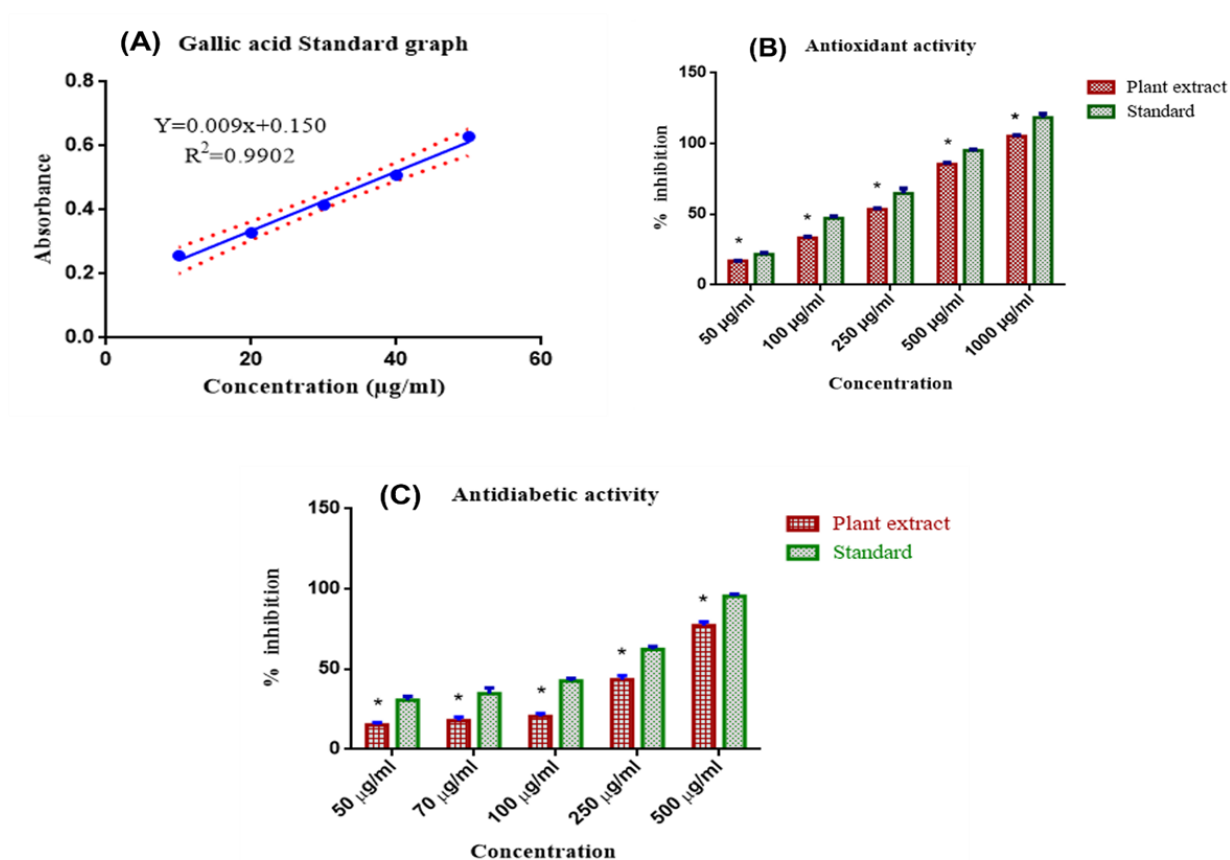 (A) Gallic acid Standard graph
0.8
0.6
0.4
0.2
0.0
Absorbance
Y=0.009x+0.150
R²=0.9902
0 20 40 60
Concentration (µg/ml)
(B) Antioxidant activity
150
100
50
0
% inhibition
* * * * *
Plant extract
Standard
50 µg/ml 100 µg/ml 250 µg/ml 500 µg/ml 1000 µg/ml
Concentration
(C) Antidiabetic activity
150
100
50
0
% inhibition
* * * * *
Plant extract
Standard
50 µg/ml 70 µg/ml 100 µg/ml 250 µg/ml 500 µg/ml
Concentration